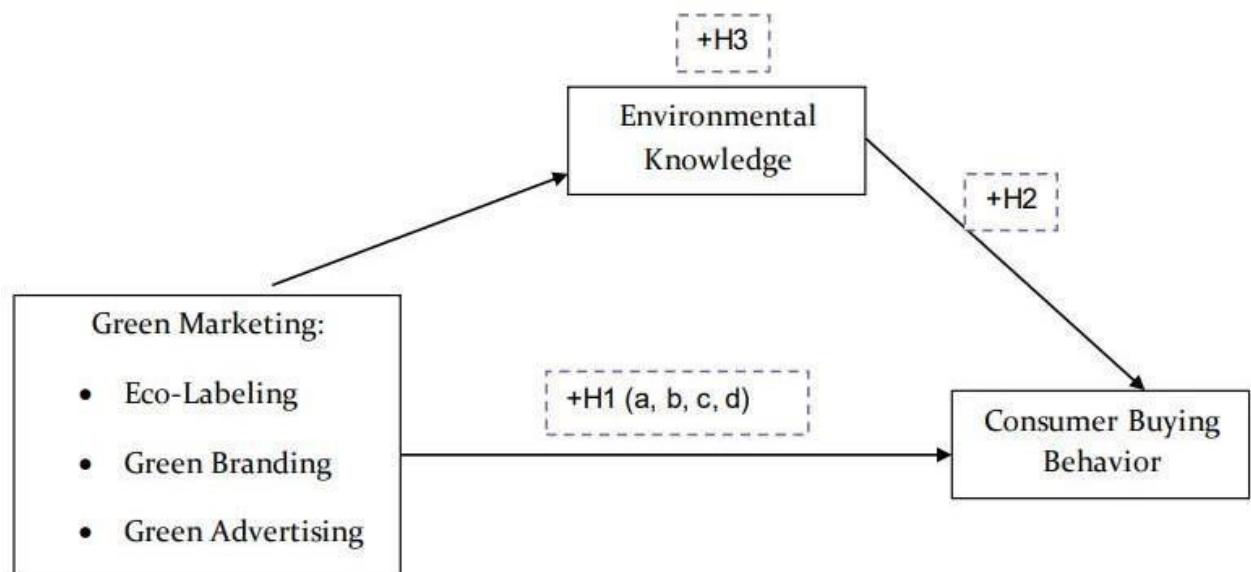 +H3
Environmental
Knowledge
+H2
Green Marketing:
• Eco-Labeling
• Green Branding
• Green Advertising
+H1 (a, b, c, d)
Consumer Buying
Behavior